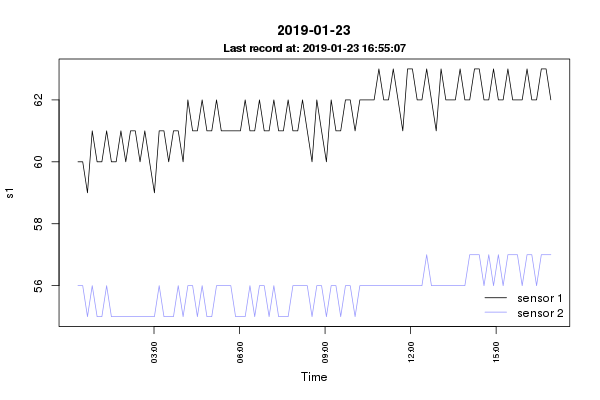 2019-01-23
Last record at: 2019-01-23 16:55:07
62
60
58
56
s1
sensor 1
sensor 2
03:00
06:00
09:00
12:00
15:00
Time